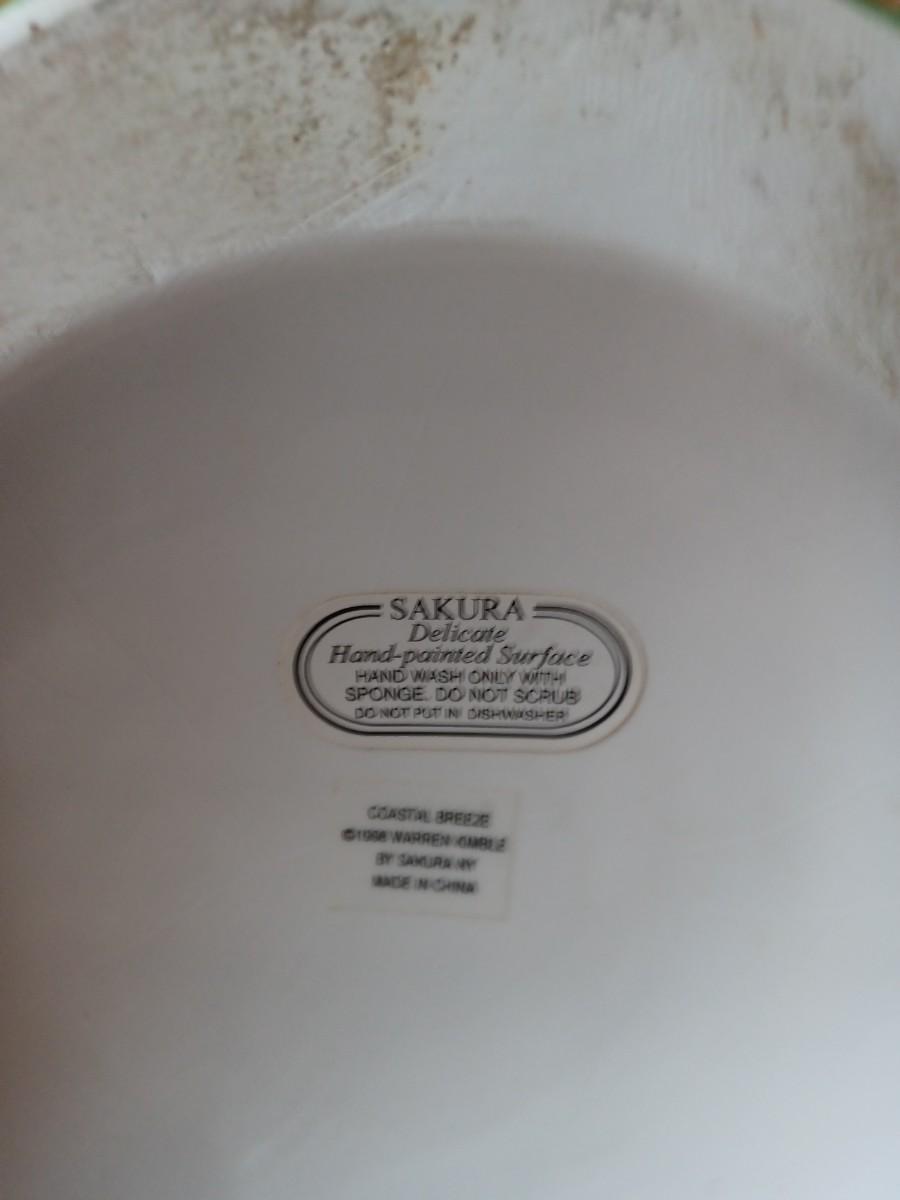 SAKURA
Delicate
Hand-painted Surface
HAND WASH ONLY WITH
SPONGE. DO NOT SCRUB
DO NOT PUT IN DISHWASHER
COASTAL BREEZE
©1998 WARREN KIMBLE
BY SAKURA NY
MADE IN CHINA